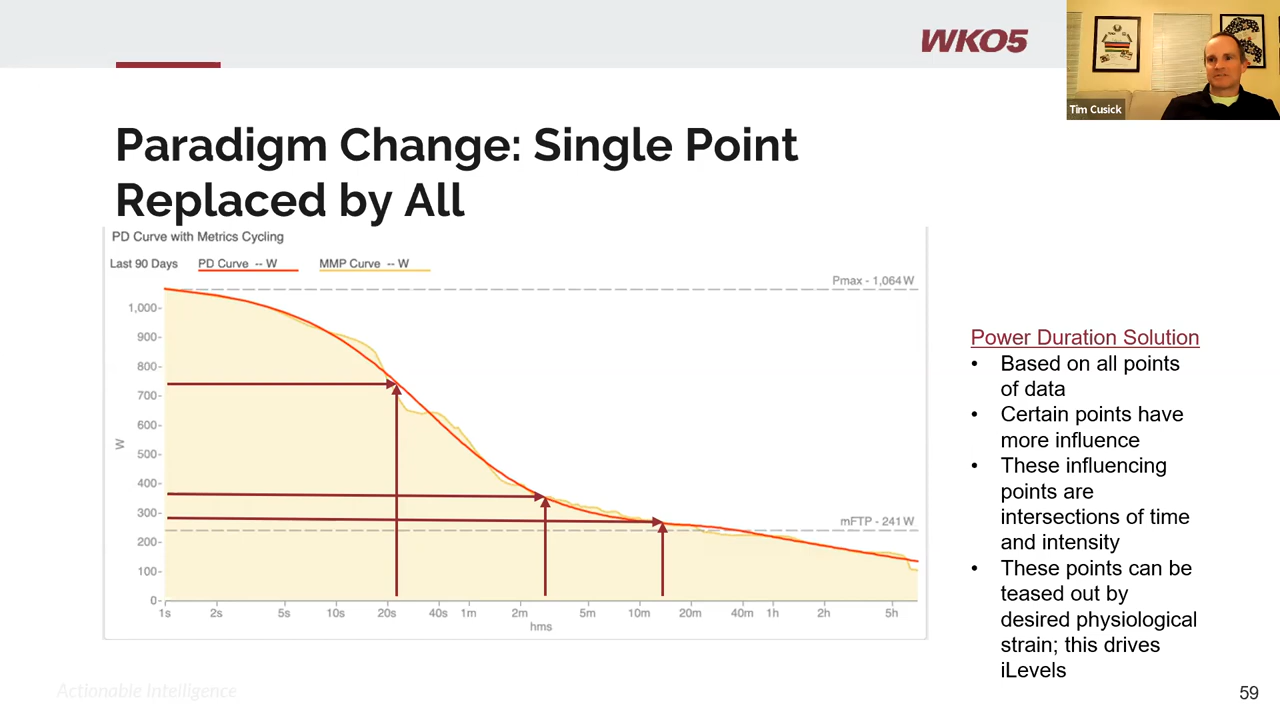 WKO5
Tim Cusick
Paradigm Change: Single Point
Replaced by All
PD Curve with Metrics Cycling
Last 90 Days PD Curve -- W MMP Curve -- W
Pmax - 1,064 W
1,000-
900-
800-
700-
600-
500-
400-
300-
200-
100-
0-
W
mFTP - 241 W
1s 2s 5s 10s 20s 40s 1m 2m 5m 10m 20m 40m 1h 2h 5h
hms
Power Duration Solution
• Based on all points
of data
• Certain points have
more influence
• These influencing
points are
intersections of time
and intensity
• These points can be
teased out by
desired physiological
strain; this drives
iLevels
Actionable Intelligence
59